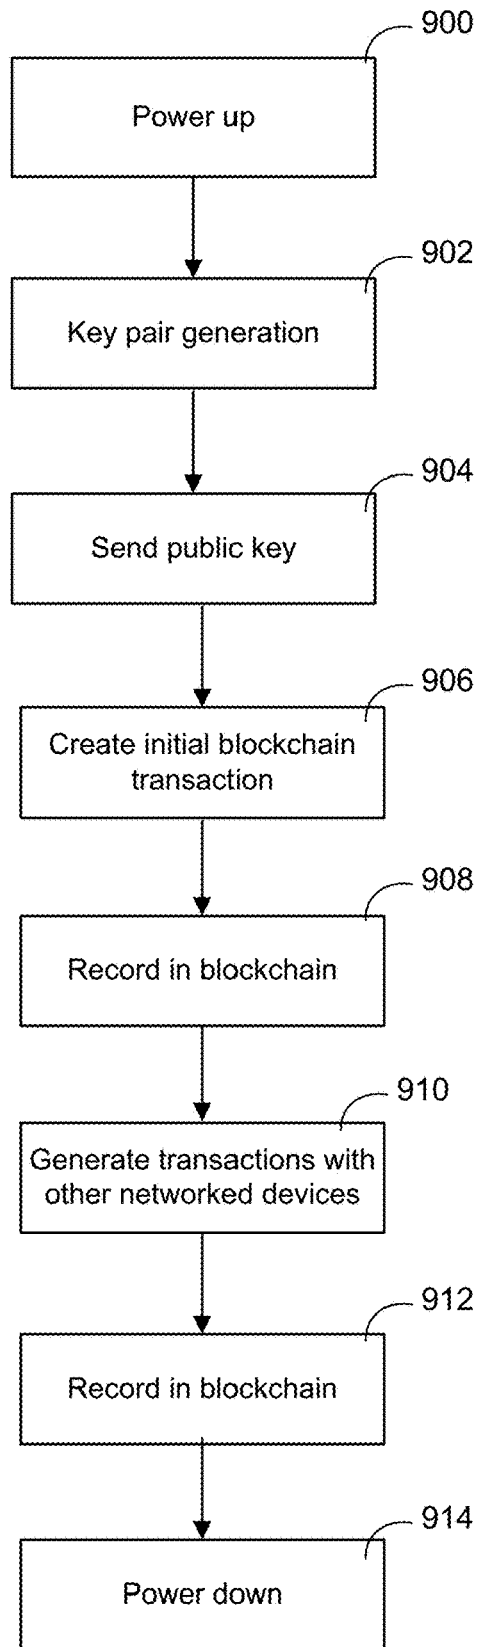 900
Power up
902
Key pair generation
904
Send public key
906
Create initial blockchain
transaction
908
Record in blockchain
910
Generate transactions with
other networked devices
912
Record in blockchain
914
Power down